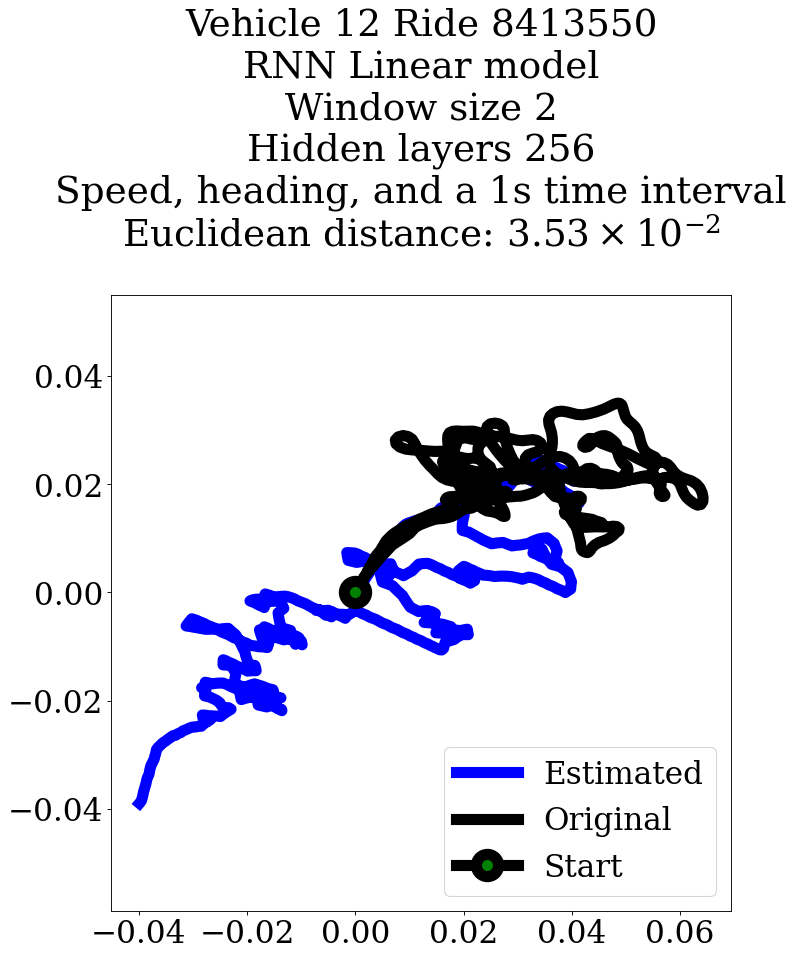 Vehicle 12 Ride 8413550
RNN Linear model
Window size 2
Hidden layers 256
Speed, heading, and a 1s time interval
Euclidean distance: 3.53 × 10⁻²
0.04
0.02
0.00
−0.02
−0.04
Estimated
Original
Start
−0.04 −0.02 0.00 0.02 0.04 0.06